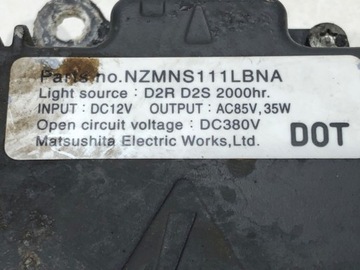 Parts no.NZMNS111LBNA
Light source : D2R D2S 2000hr.
INPUT : DC12V OUTPUT : AC85V, 35W
Open circuit voltage : DC380V
Matsushita Electric Works,Ltd.
DOT